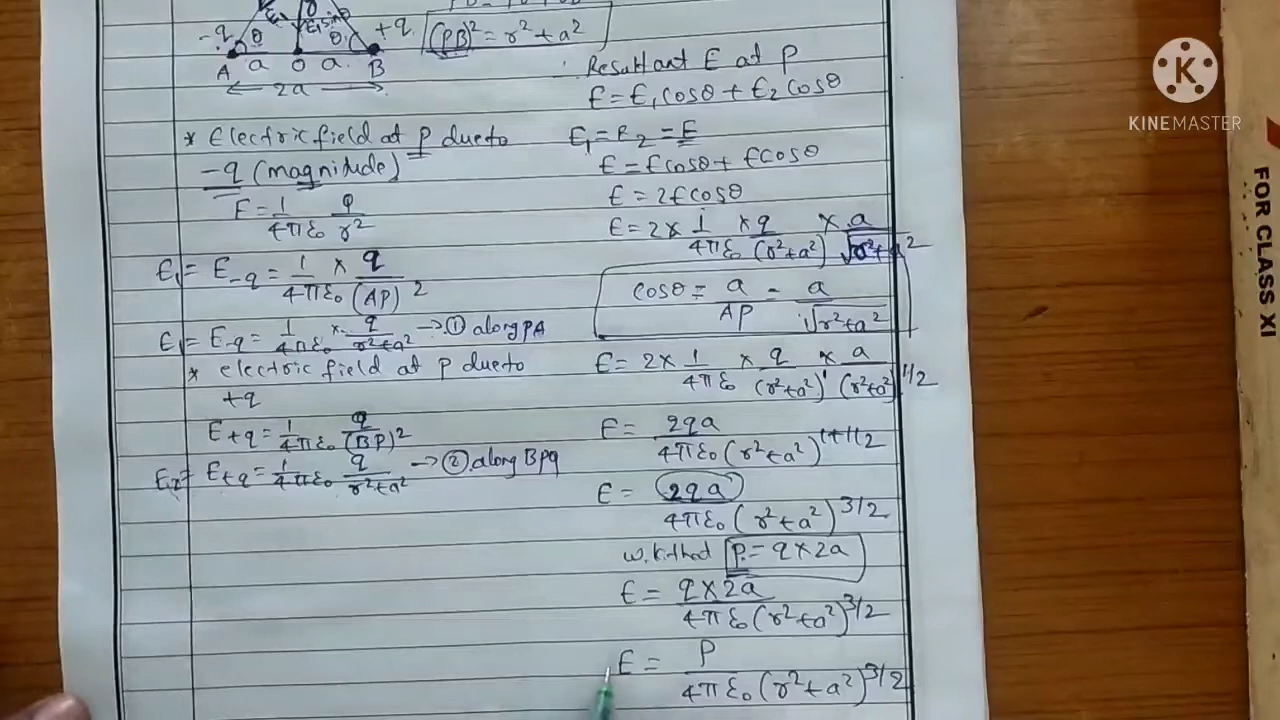 -q θ θ +q
A a O a B
2a
(PB)² = r² + a²
* Electric field at P due to
-q (magnitude)
E = 1/4πε₀ q/r²
E₁ = E-q = 1/4πε₀ × q/(AP)²
E₁ = E-q = 1/4πε₀ × q/r²+a² → ① along PA
* electric field at P due to
+q
E+q = 1/4πε₀ q/(BP)²
E₂ = E+q = 1/4πε₀ q/r²+a² → ② along BPQ
Resultant E at P
E = E₁cosθ + E₂cosθ
E₁ = E₂ = E
E = Ecosθ + Ecosθ
E = 2Ecosθ
E = 2× 1/4πε₀ × q/(r²+a²) × a/√r²+a²
cosθ = a/AP = a/√r²+a²
E = 2× 1/4πε₀ × q/(r²+a²)¹ × a/(r²+a²)^1/2
E = 2qa/4πε₀(r²+a²)^1+1/2
E = 2qa/4πε₀(r²+a²)^3/2
w.k.that P = q×2a
E = q×2a/4πε₀(r²+a²)^3/2
E = P/4πε₀(r²+a²)^3/2
K
KINEMASTER
FOR CLASS XI